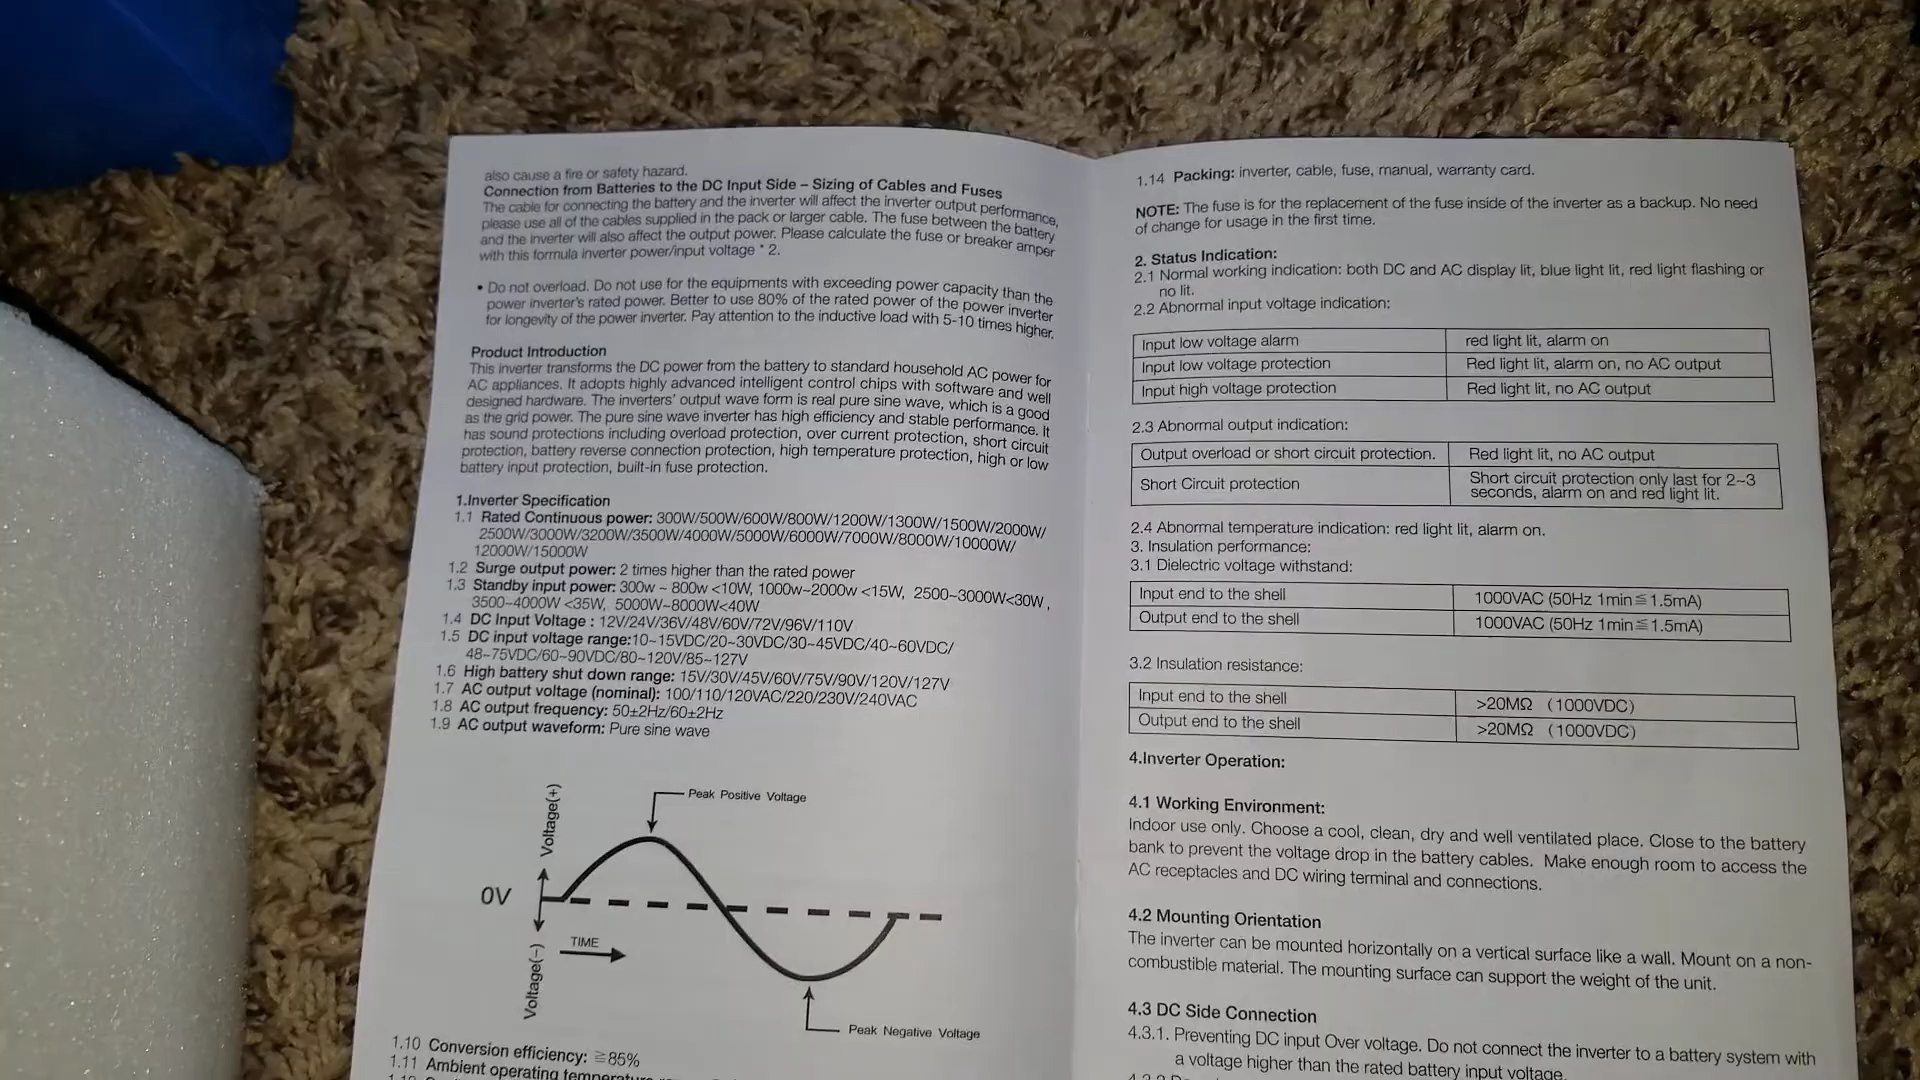 also cause a fire or safety hazard.
Connection from Batteries to the DC Input Side – Sizing of Cables and Fuses
The cable for connecting the battery and the inverter will affect the inverter output performance,
please use all of the cables supplied in the pack or larger cable. The fuse between the battery
and the inverter will also affect the output power. Please calculate the fuse or breaker amper
with this formula inverter power/input voltage * 2.
• Do not overload. Do not use for the equipments with exceeding power capacity than the
power inverter's rated power. Better to use 80% of the rated power of the power inverter
for longevity of the power inverter. Pay attention to the inductive load with 5-10 times higher.
Product Introduction
This inverter transforms the DC power from the battery to standard household AC power for
AC appliances. It adopts highly advanced intelligent control chips with software and well
designed hardware. The inverters' output wave form is real pure sine wave, which is a good
as the grid power. The pure sine wave inverter has high efficiency and stable performance. It
has sound protections including overload protection, over current protection, short circuit
protection, battery reverse connection protection, high temperature protection, high or low
battery input protection, built-in fuse protection.
1.Inverter Specification
1.1 Rated Continuous power: 300W/500W/600W/800W/1200W/1300W/1500W/2000W/
2500W/3000W/3200W/3500W/4000W/5000W/6000W/7000W/8000W/10000W/
12000W/15000W
1.2 Surge output power: 2 times higher than the rated power
1.3 Standby input power: 300w ~ 800w <10W, 1000w~2000w <15W, 2500~3000W<30W ,
3500~4000W <35W, 5000W~8000W<40W
1.4 DC Input Voltage : 12V/24V/36V/48V/60V/72V/96V/110V
1.5 DC input voltage range:10~15VDC/20~30VDC/30~45VDC/40~60VDC/
48~75VDC/60~90VDC/80~120V/85~127V
1.6 High battery shut down range: 15V/30V/45V/60V/75V/90V/120V/127V
1.7 AC output voltage (nominal): 100/110/120VAC/220/230V/240VAC
1.8 AC output frequency: 50±2Hz/60±2Hz
1.9 AC output waveform: Pure sine wave
Voltage(+)
Peak Positive Voltage
0V
TIME
Voltage(−)
Peak Negative Voltage
1.10 Conversion efficiency: ≧85%
1.11 Ambient operating temperature
1.14 Packing: inverter, cable, fuse, manual, warranty card.
NOTE: The fuse is for the replacement of the fuse inside of the inverter as a backup. No need
of change for usage in the first time.
2. Status Indication:
2.1 Normal working indication: both DC and AC display lit, blue light lit, red light flashing or
no lit.
2.2 Abnormal input voltage indication:
Input low voltage alarm red light lit, alarm on
Input low voltage protection Red light lit, alarm on, no AC output
Input high voltage protection Red light lit, no AC output
2.3 Abnormal output indication:
Output overload or short circuit protection. Red light lit, no AC output
Short Circuit protection Short circuit protection only last for 2~3
seconds, alarm on and red light lit.
2.4 Abnormal temperature indication: red light lit, alarm on.
3. Insulation performance:
3.1 Dielectric voltage withstand:
Input end to the shell 1000VAC (50Hz 1min≦1.5mA)
Output end to the shell 1000VAC (50Hz 1min≦1.5mA)
3.2 Insulation resistance:
Input end to the shell >20MΩ (1000VDC)
Output end to the shell >20MΩ (1000VDC)
4.Inverter Operation:
4.1 Working Environment:
Indoor use only. Choose a cool, clean, dry and well ventilated place. Close to the battery
bank to prevent the voltage drop in the battery cables. Make enough room to access the
AC receptacles and DC wiring terminal and connections.
4.2 Mounting Orientation
The inverter can be mounted horizontally on a vertical surface like a wall. Mount on a non-
combustible material. The mounting surface can support the weight of the unit.
4.3 DC Side Connection
4.3.1. Preventing DC input Over voltage. Do not connect the inverter to a battery system with
a voltage higher than the rated battery input voltage.